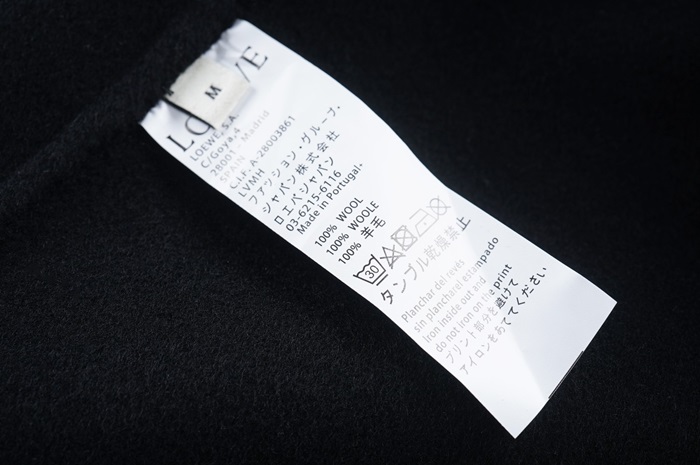 M
LOEWE, S.A.
C/Goya, 4
28001 - Madrid
SPAIN
C.I.F. A-28003861
LVMH
ファッション・グループ・
ジャパン株式会社
ロエベジャパン
03-6215-6116
Made in Portugal.
100% WOOL
100% WOOLE
100% 羊毛
30
タンブル乾燥禁止
Planchar del revés
sin plancharel estampado
Iron inside out and
do not iron on the print
プリント部分を避けて
アイロンをあててください